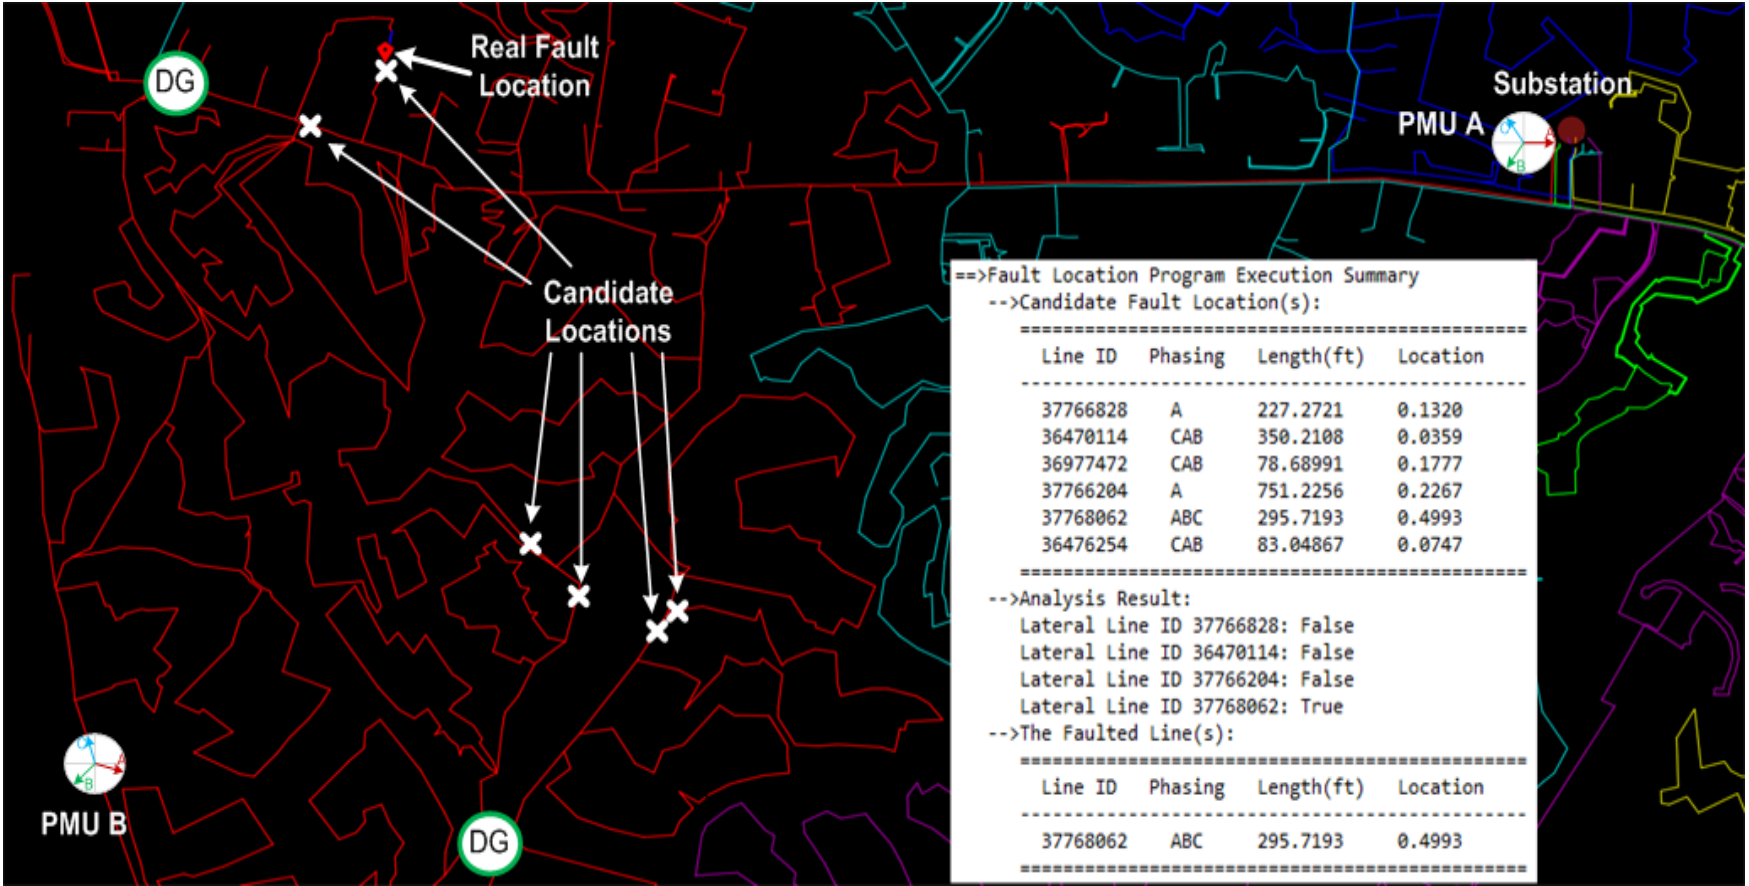 DG
Real Fault
Location
Substation
PMU A
C
A
B
Candidate
Locations
==>Fault Location Program Execution Summary
-->Candidate Fault Location(s):
===============================================
Line ID Phasing Length(ft) Location
-----------------------------------------------
37766828 A 227.2721 0.1320
36470114 CAB 350.2108 0.0359
36977472 CAB 78.68991 0.1777
37766204 A 751.2256 0.2267
37768062 ABC 295.7193 0.4993
36476254 CAB 83.04867 0.0747
===============================================
-->Analysis Result:
Lateral Line ID 37766828: False
Lateral Line ID 36470114: False
Lateral Line ID 37766204: False
Lateral Line ID 37768062: True
-->The Faulted Line(s):
===============================================
Line ID Phasing Length(ft) Location
-----------------------------------------------
37768062 ABC 295.7193 0.4993
===============================================
C
A
B
PMU B
DG